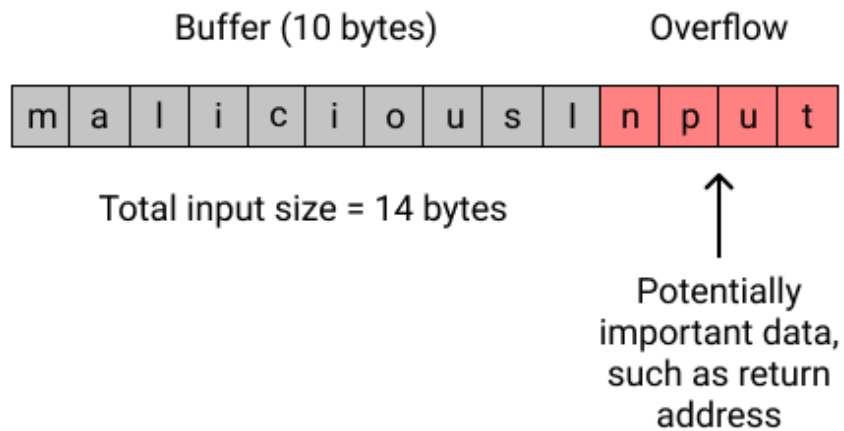 Buffer (10 bytes) Overflow
m a l i c i o u s I n p u t
Total input size = 14 bytes
Potentially
important data,
such as return
address